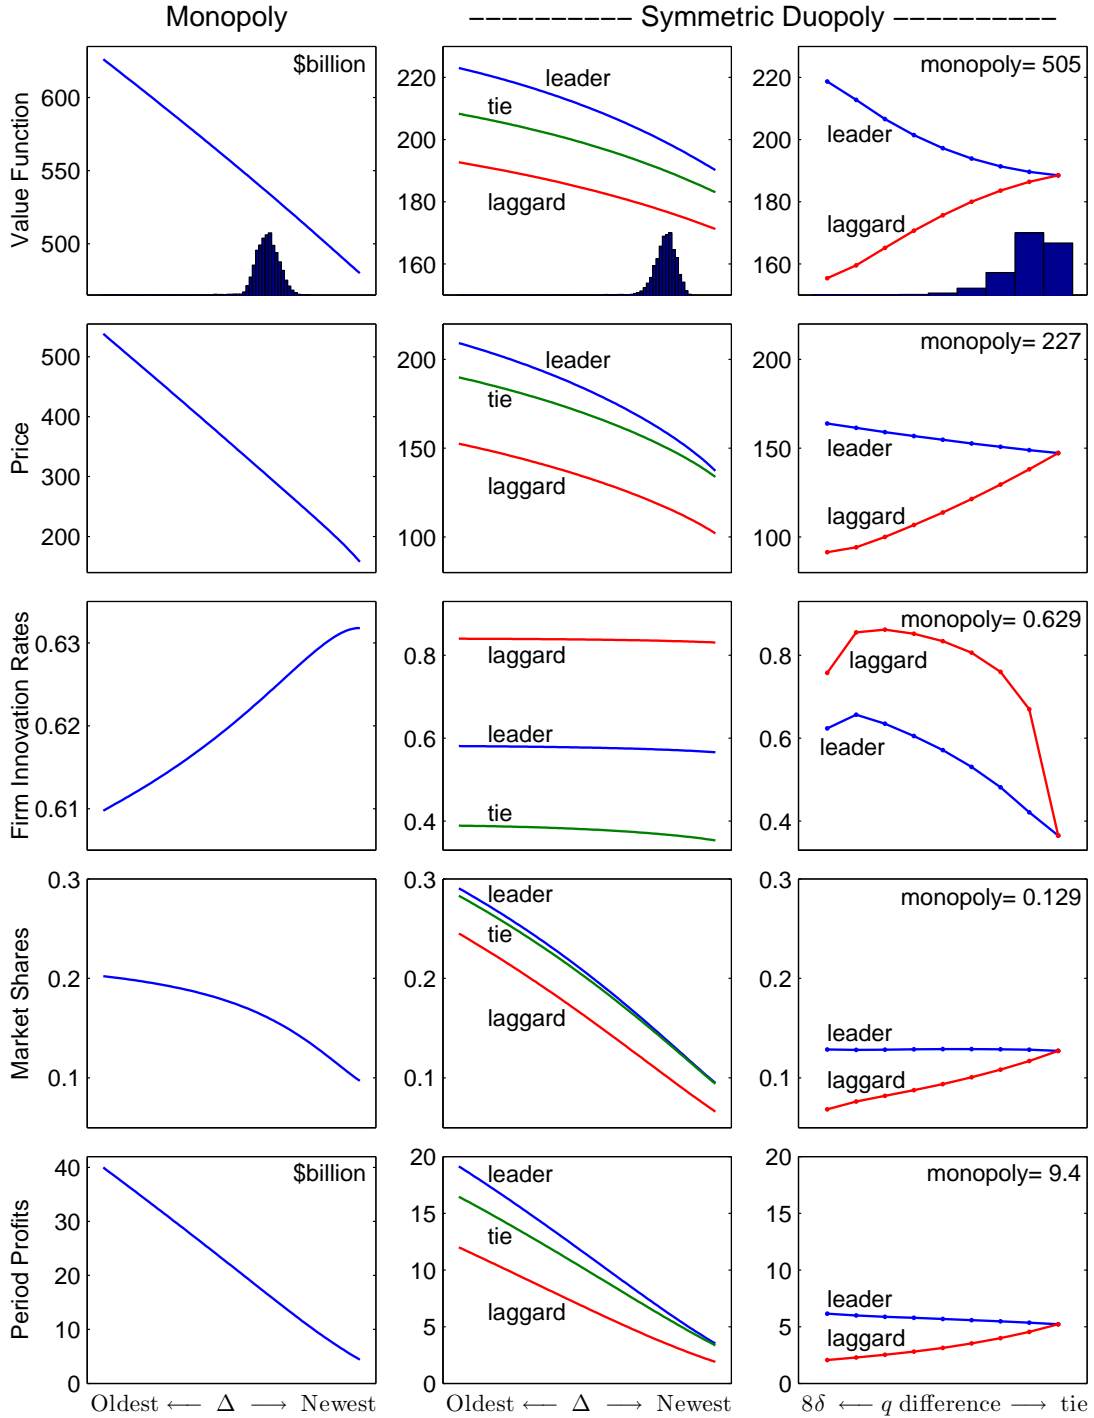 Monopoly
−−−−−−−−−− Symmetric Duopoly −−−−−−−−−−
Value Function
600
550
500
$billion
220
200
180
160
leader
tie
laggard
220
200
180
160
monopoly= 505
leader
laggard
Price
500
400
300
200
200
150
100
leader
tie
laggard
200
150
100
monopoly= 227
leader
laggard
Firm Innovation Rates
0.63
0.62
0.61
0.8
0.6
0.4
laggard
leader
tie
0.8
0.6
0.4
monopoly= 0.629
laggard
leader
Market Shares
0.3
0.2
0.1
0.3
0.2
0.1
leader
tie
laggard
0.3
0.2
0.1
monopoly= 0.129
leader
laggard
Period Profits
40
30
20
10
0
$billion
20
15
10
5
0
leader
tie
laggard
20
15
10
5
0
monopoly= 9.4
leader
laggard
Oldest ⟵ Δ ⟶ Newest
Oldest ⟵ Δ ⟶ Newest
8δ ⟵ q difference ⟶ tie